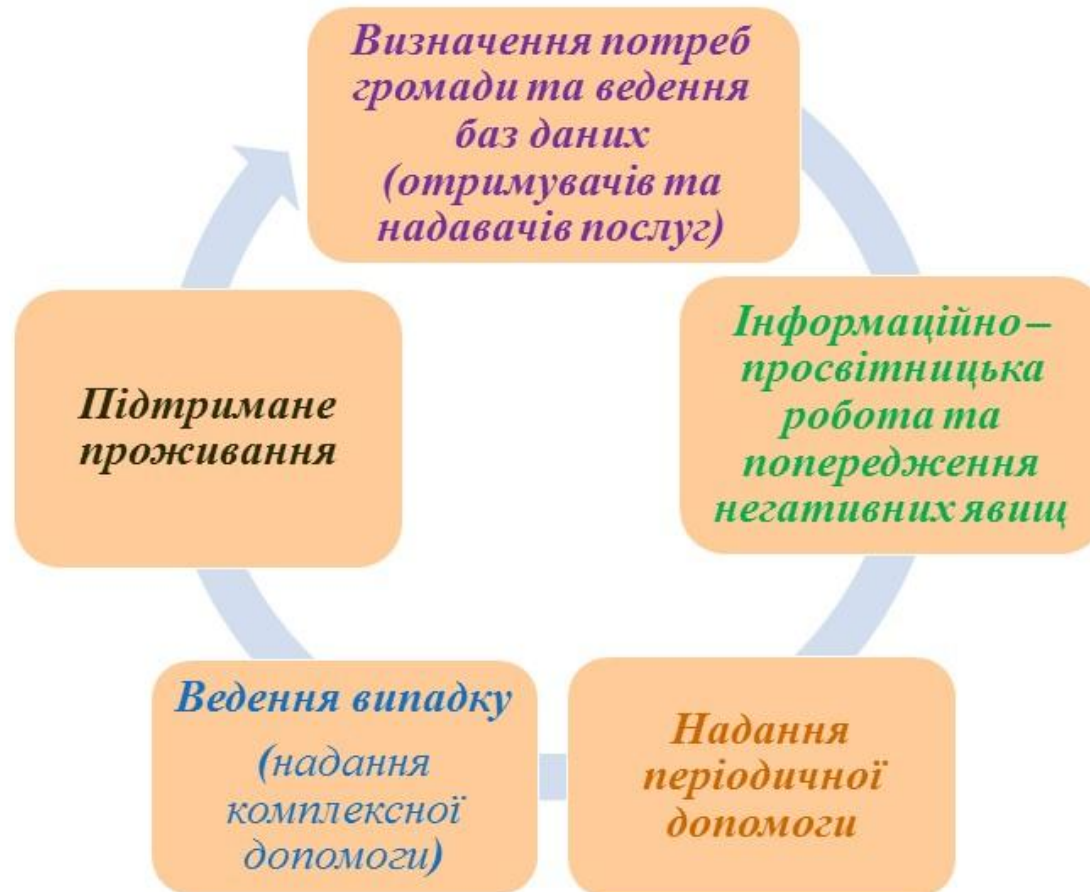 Визначення потреб
громади та ведення
баз даних
(отримувачів та
надавачів послуг)
Інформаційно –
просвітницька
робота та
попередження
негативних явищ
Надання
періодичної
допомоги
Ведення випадку
(надання
комплексної
допомоги)
Підтримане
проживання